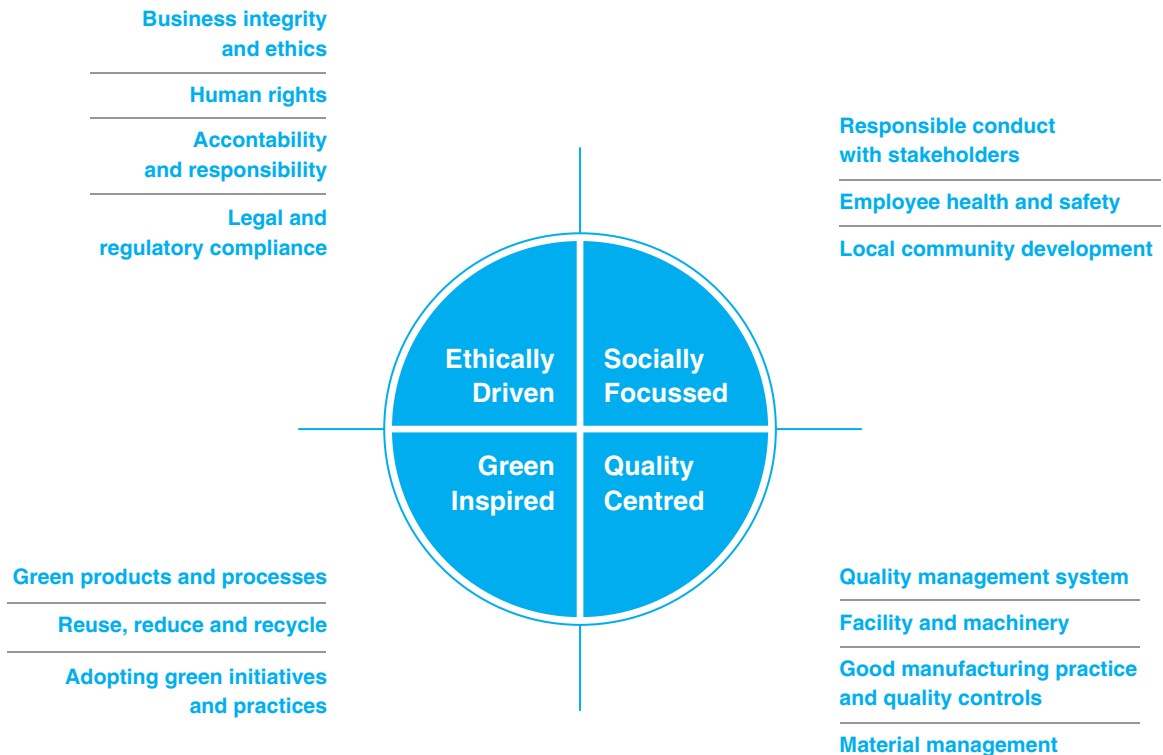 Business integrity
and ethics
Human rights
Accontability
and responsibility
Legal and
regulatory compliance
Responsible conduct
with stakeholders
Employee health and safety
Local community development
Ethically
Driven
Socially
Focussed
Green
Inspired
Quality
Centred
Green products and processes
Reuse, reduce and recycle
Adopting green initiatives
and practices
Quality management system
Facility and machinery
Good manufacturing practice
and quality controls
Material management